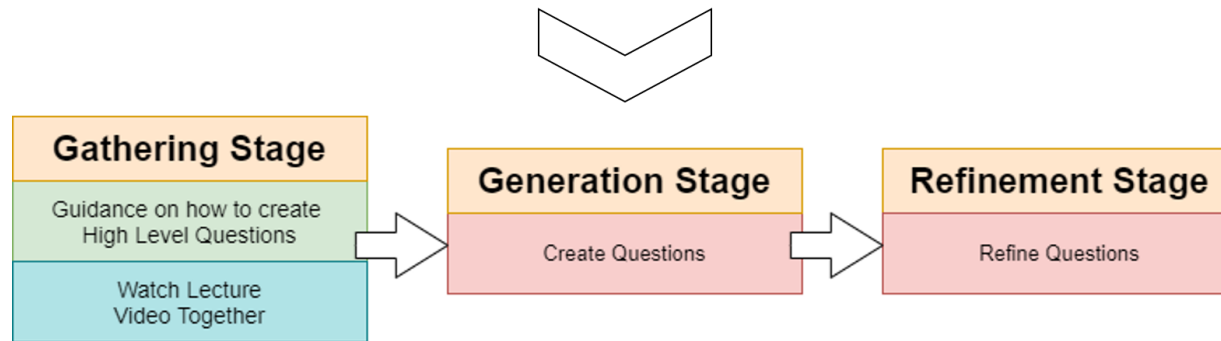 Gathering Stage
Guidance on how to create
High Level Questions
Watch Lecture
Video Together
Generation Stage
Create Questions
Refinement Stage
Refine Questions